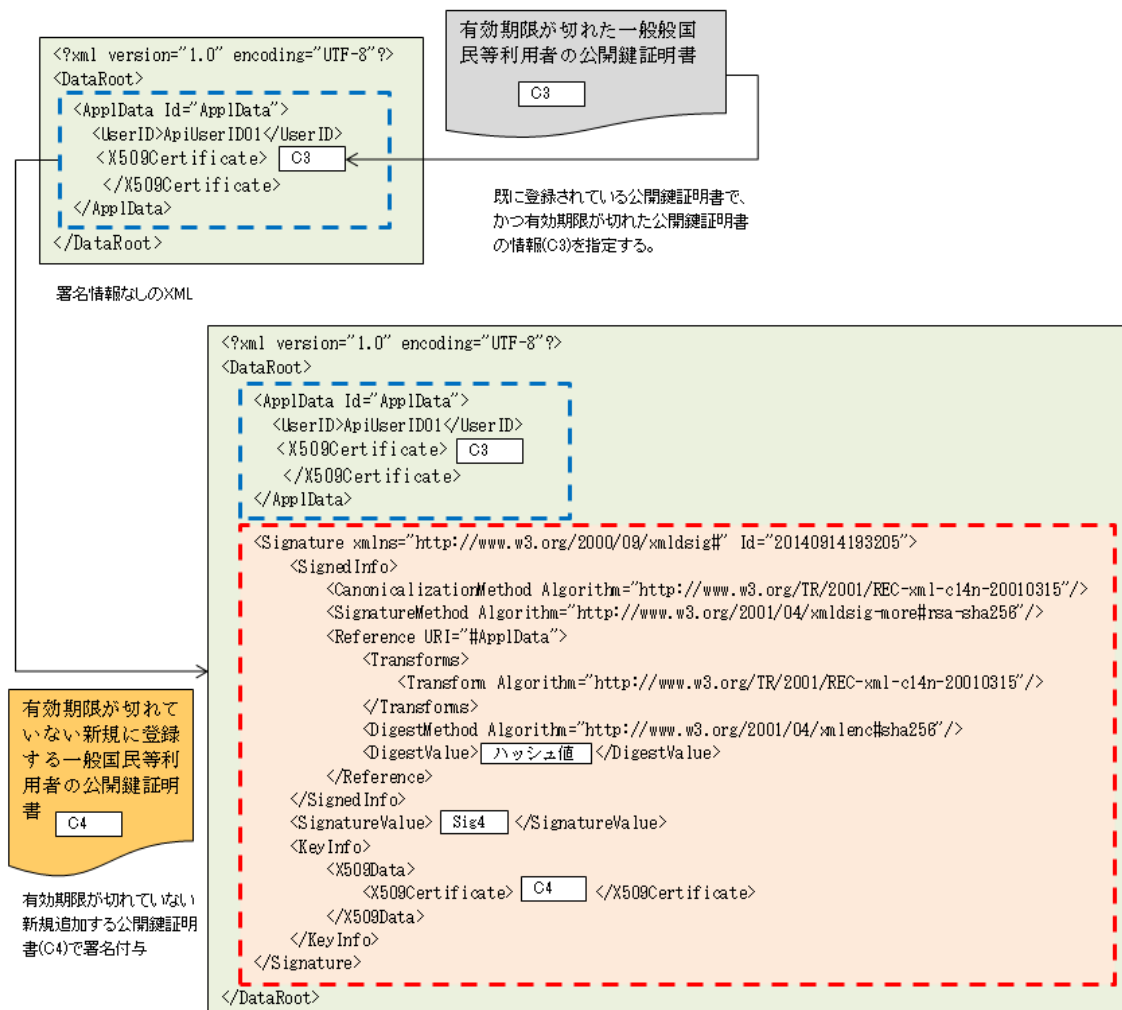 有効期限が切れた一般般国
民等利用者の公開鍵証明書
C3
<?xml version="1.0" encoding="UTF-8"?>
<DataRoot>
<ApplData Id="ApplData">
<UserID>ApiUserID01</UserID>
<X509Certificate> C3
</X509Certificate>
</ApplData>
</DataRoot>
既に登録されている公開鍵証明書で、
かつ有効期限が切れた公開鍵証明書
の情報(C3)を指定する。
署名情報なしのXML
<?xml version="1.0" encoding="UTF-8"?>
<DataRoot>
<ApplData Id="ApplData">
<UserID>ApiUserID01</UserID>
<X509Certificate> C3
</X509Certificate>
</ApplData>
<Signature xmlns="http://www.w3.org/2000/09/xmldsig#" Id="20140914193205">
<SignedInfo>
<CanonicalizationMethod Algorithm="http://www.w3.org/TR/2001/REC-xml-c14n-20010315"/>
<SignatureMethod Algorithm="http://www.w3.org/2001/04/xmldsig-more#rsa-sha256"/>
<Reference URI="#ApplData">
<Transforms>
<Transform Algorithm="http://www.w3.org/TR/2001/REC-xml-c14n-20010315"/>
</Transforms>
<DigestMethod Algorithm="http://www.w3.org/2001/04/xmlenc#sha256"/>
<DigestValue> ハッシュ値 </DigestValue>
</Reference>
</SignedInfo>
<SignatureValue> Sig4 </SignatureValue>
<KeyInfo>
<X509Data>
<X509Certificate> C4 </X509Certificate>
</X509Data>
</KeyInfo>
</Signature>
</DataRoot>
有効期限が切れて
いない新規に登録
する一般国民等利
用者の公開鍵証明
書
C4
有効期限が切れていない
新規追加する公開鍵証明
書(C4)で署名付与